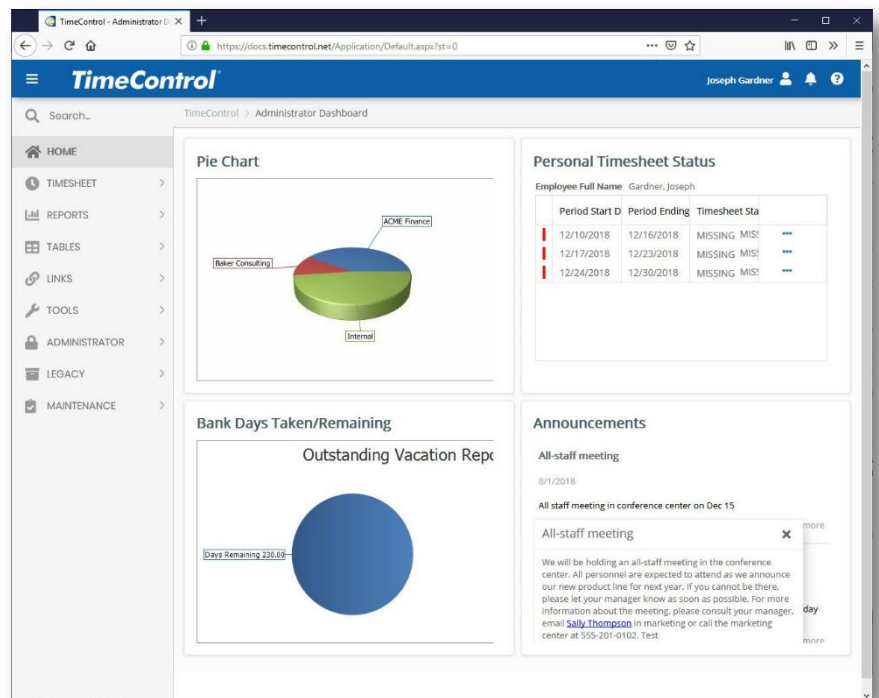 TimeControl - Administrator D
https://docs.timecontrol.net/Application/Default.aspx?st=0
TimeControl
Joseph Gardner
Search...
TimeControl > Administrator Dashboard
HOME
TIMESHEET
REPORTS
TABLES
LINKS
TOOLS
ADMINISTRATOR
LEGACY
MAINTENANCE
Pie Chart
ACME Finance
Baker Consulting
Internal
Personal Timesheet Status
Employee Full Name Gardner, Joseph
Period Start D Period Ending Timesheet Sta
12/10/2018 12/16/2018 MISSING MISS
12/17/2018 12/23/2018 MISSING MISS
12/24/2018 12/30/2018 MISSING MISS
Bank Days Taken/Remaining
Outstanding Vacation Repo
Days Remaining 230.00
Announcements
All-staff meeting
8/1/2018
All staff meeting in conference center on Dec 15
more
All-staff meeting
We will be holding an all-staff meeting in the conference
center. All personnel are expected to attend as we announce
our new product line for next year. If you cannot be there,
please let your manager know as soon as possible. For more
information about the meeting, please consult your manager,
email Sally Thompson in marketing or call the marketing
center at 555-201-0102. Test
day
more